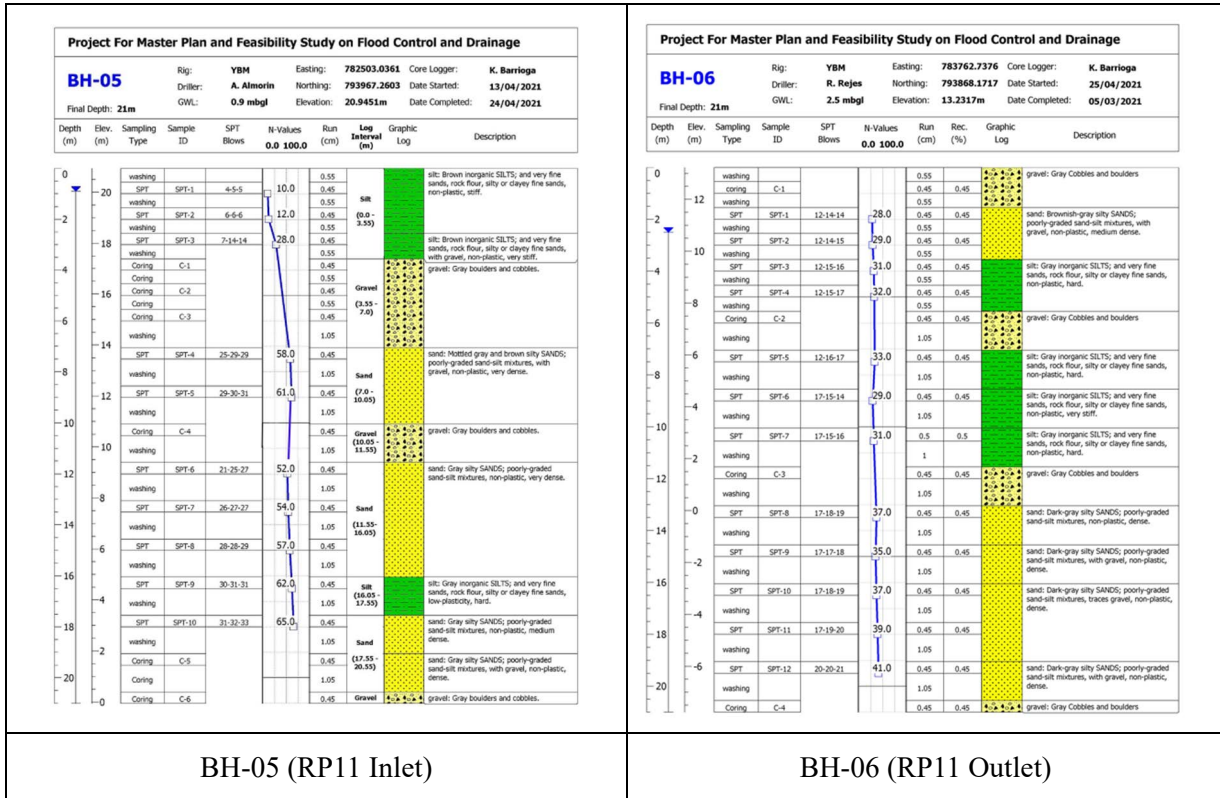 Project For Master Plan and Feasibility Study on Flood Control and Drainage
BH-05
Rig: YBM Easting: 782503.0361 Core Logger: K. Barrioga
Driller: A. Almorin Northing: 793967.2603 Date Started: 13/04/2021
Final Depth: 21m GWL: 0.9 mbgl Elevation: 20.9451m Date Completed: 24/04/2021
Depth (m) Elev. (m) Sampling Type Sample ID SPT Blows N-Values 0.0 100.0 Run (cm) Log Interval (m) Graphic Log Description
0
2
4
6
8
10
12
14
16
18
20
20
18
16
14
12
10
8
6
4
2
0
washing 0.55
SPT SPT-1 4-5-5 10.0 0.45
washing 0.55
SPT SPT-2 6-6-6 12.0 0.45
washing 0.55
SPT SPT-3 7-14-14 28.0 0.45
washing 0.55
Coring C-1 0.45
Coring 0.55
Coring C-2 0.45
Coring 0.55
Coring C-3 0.45
washing 1.05
SPT SPT-4 25-29-29 58.0 0.45
washing 1.05
SPT SPT-5 29-30-31 61.0 0.45
washing 1.05
Coring C-4 0.45
washing 1.05
SPT SPT-6 21-25-27 52.0 0.45
washing 1.05
SPT SPT-7 26-27-27 54.0 0.45
washing 1.05
SPT SPT-8 28-28-29 57.0 0.45
washing 1.05
SPT SPT-9 30-31-31 62.0 0.45
washing 1.05
SPT SPT-10 31-32-33 65.0 0.45
washing 1.05
Coring C-5 0.45
Coring 1.05
Coring C-6 0.45
Silt
(0.0 -
3.55)
Gravel
(3.55 -
7.0)
Sand
(7.0 -
10.05)
Gravel
(10.05 -
11.55)
Sand
(11.55-
16.05)
Silt
(16.05 -
17.55)
Sand
(17.55 -
20.55)
Gravel
silt: Brown inorganic SILTS; and very fine
sands, rock flour, silty or clayey fine sands,
non-plastic, stiff.
silt: Brown inorganic SILTS; and very fine
sands, rock flour, silty or clayey fine sands,
with gravel, non-plastic, very stiff.
gravel: Gray boulders and cobbles.
sand: Mottled gray and brown silty SANDS;
poorly-graded sand-silt mixtures, with
gravel, non-plastic, very dense.
gravel: Gray boulders and cobbles.
sand: Gray silty SANDS; poorly-graded
sand-silt mixtures, non-plastic, very dense.
silt: Gray inorganic SILTS; and very fine
sands, rock flour, silty or clayey fine sands,
low-plasticity, hard.
sand: Gray silty SANDS; poorly-graded
sand-silt mixtures, non-plastic, medium
dense.
sand: Gray silty SANDS; poorly-graded
sand-silt mixtures, with gravel, non-plastic,
dense.
gravel: Gray boulders and cobbles.
BH-05 (RP11 Inlet)
Project For Master Plan and Feasibility Study on Flood Control and Drainage
BH-06
Rig: YBM Easting: 783762.7376 Core Logger: K. Barrioga
Driller: R. Rejes Northing: 793868.1717 Date Started: 25/04/2021
Final Depth: 21m GWL: 2.5 mbgl Elevation: 13.2317m Date Completed: 05/03/2021
Depth (m) Elev. (m) Sampling Type Sample ID SPT Blows N-Values 0.0 100.0 Run (cm) Rec. (%) Graphic Log Description
0
2
4
6
8
10
12
14
16
18
20
12
10
8
6
4
2
0
-2
-4
-6
washing 0.55
coring C-1 0.45 0.45
washing 0.55
SPT SPT-1 12-14-14 28.0 0.45 0.45
washing 0.55
SPT SPT-2 12-14-15 29.0 0.45 0.45
washing 0.55
SPT SPT-3 12-15-16 31.0 0.45 0.45
washing 0.55
SPT SPT-4 12-15-17 32.0 0.45 0.45
washing 0.55
Coring C-2 0.45 0.45
washing 1.05
SPT SPT-5 12-16-17 33.0 0.45 0.45
washing 1.05
SPT SPT-6 17-15-14 29.0 0.45 0.45
washing 1.05
SPT SPT-7 17-15-16 31.0 0.5 0.5
washing 1
Coring C-3 0.45 0.45
washing 1.05
SPT SPT-8 17-18-19 37.0 0.45 0.45
washing 1.05
SPT SPT-9 17-17-18 35.0 0.45 0.45
washing 1.05
SPT SPT-10 17-18-19 37.0 0.45 0.45
washing 1.05
SPT SPT-11 17-19-20 39.0 0.45 0.45
washing 1.05
SPT SPT-12 20-20-21 41.0 0.45 0.45
washing 1.05
Coring C-4 0.45 0.45
gravel: Gray Cobbles and boulders
sand: Brownish-gray silty SANDS;
poorly-graded sand-silt mixtures, with
gravel, non-plastic, medium dense.
silt: Gray inorganic SILTS; and very fine
sands, rock flour, silty or clayey fine sands,
non-plastic, hard.
gravel: Gray Cobbles and boulders
silt: Gray inorganic SILTS; and very fine
sands, rock flour, silty or clayey fine sands,
non-plastic, hard.
silt: Gray inorganic SILTS; and very fine
sands, rock flour, silty or clayey fine sands,
non-plastic, very stiff.
silt: Gray inorganic SILTS; and very fine
sands, rock flour, silty or clayey fine sands,
non-plastic, hard.
gravel: Gray Cobbles and boulders
sand: Dark-gray silty SANDS; poorly-graded
sand-silt mixtures, non-plastic, dense.
sand: Dark-gray silty SANDS; poorly-graded
sand-silt mixtures, with gravel, non-plastic,
dense.
sand: Dark-gray silty SANDS; poorly-graded
sand-silt mixtures, traces gravel, non-plastic,
dense.
sand: Dark-gray silty SANDS; poorly-graded
sand-silt mixtures, with gravel, non-plastic,
dense.
gravel: Gray Cobbles and boulders
BH-06 (RP11 Outlet)